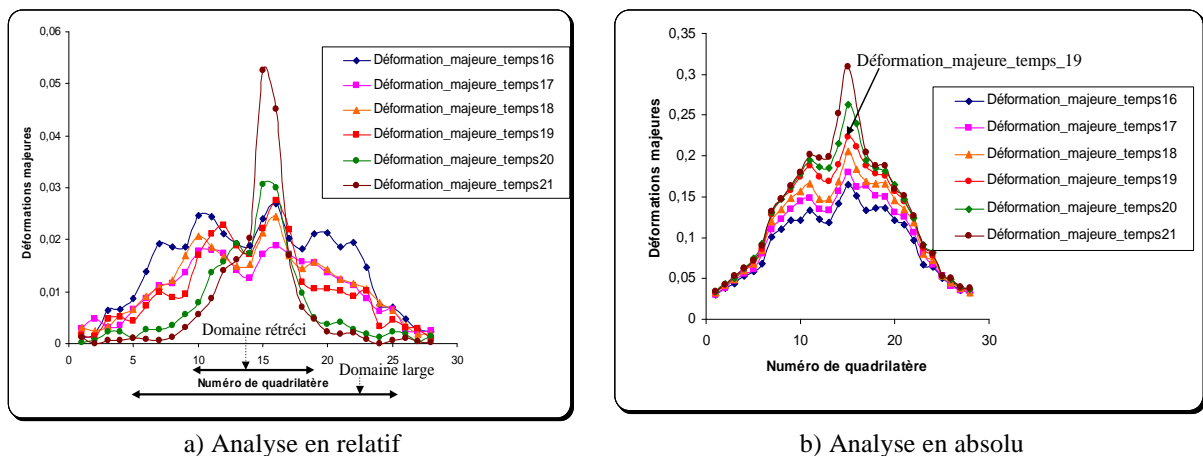 0,06
0,05
0,04
0,03
0,02
0,01
0
Déformations majeures
Déformation_majeure_temps16
Déformation_majeure_temps17
Déformation_majeure_temps18
Déformation_majeure_temps19
Déformation_majeure_temps20
Déformation_majeure_temps21
Domaine rétréci
0 5 10 15 20 25 30
Domaine large
Numéro de quadrilatère
a) Analyse en relatif
0,35
0,3
0,25
0,2
0,15
0,1
0,05
0
Déformations majeures
Déformation_majeure_temps_19
Déformation_majeure_temps16
Déformation_majeure_temps17
Déformation_majeure_temps18
Déformation_majeure_temps19
Déformation_majeure_temps20
Déformation_majeure_temps21
0 10 20 30
Numéro de quadrilatère
b) Analyse en absolu